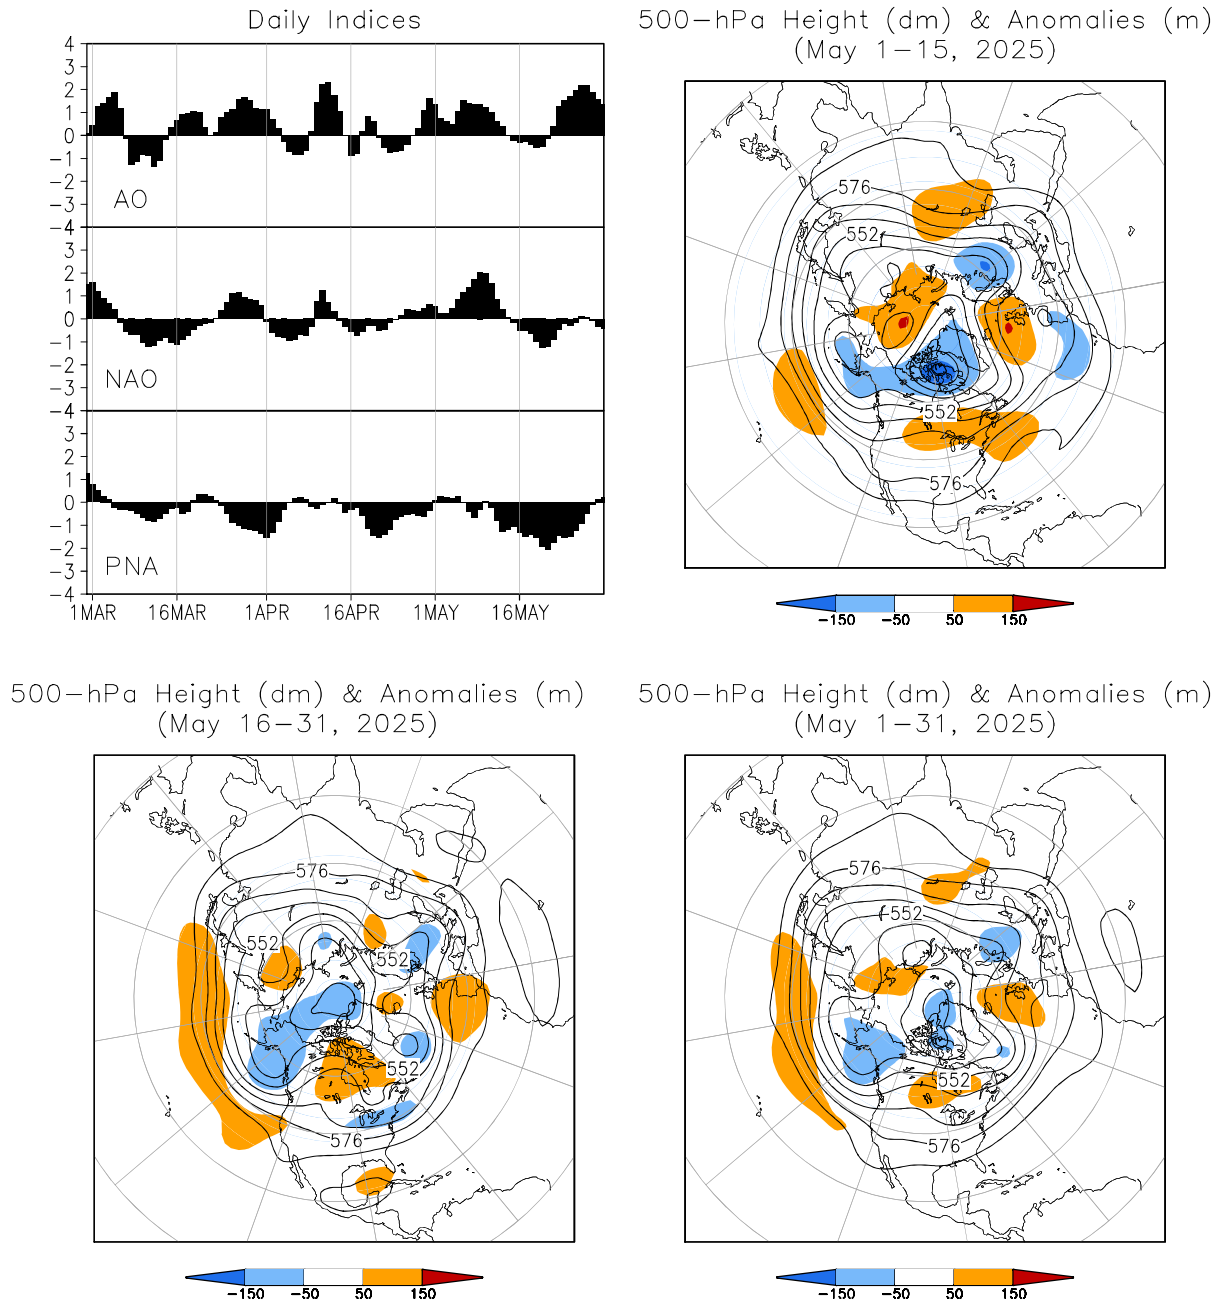 Daily Indices
4
3
2
1
0
−1
−2
−3
−4
AO
3
2
1
0
−1
−2
−3
−4
NAO
3
2
1
0
−1
−2
−3
−4
PNA
1MAR 16MAR 1APR 16APR 1MAY 16MAY
500−hPa Height (dm) & Anomalies (m)
(May 1−15, 2025)
576
552
552
576
−150 −50 50 150
500−hPa Height (dm) & Anomalies (m)
(May 16−31, 2025)
576
552
552
552
576
−150 −50 50 150
500−hPa Height (dm) & Anomalies (m)
(May 1−31, 2025)
576
552
552
576
−150 −50 50 150